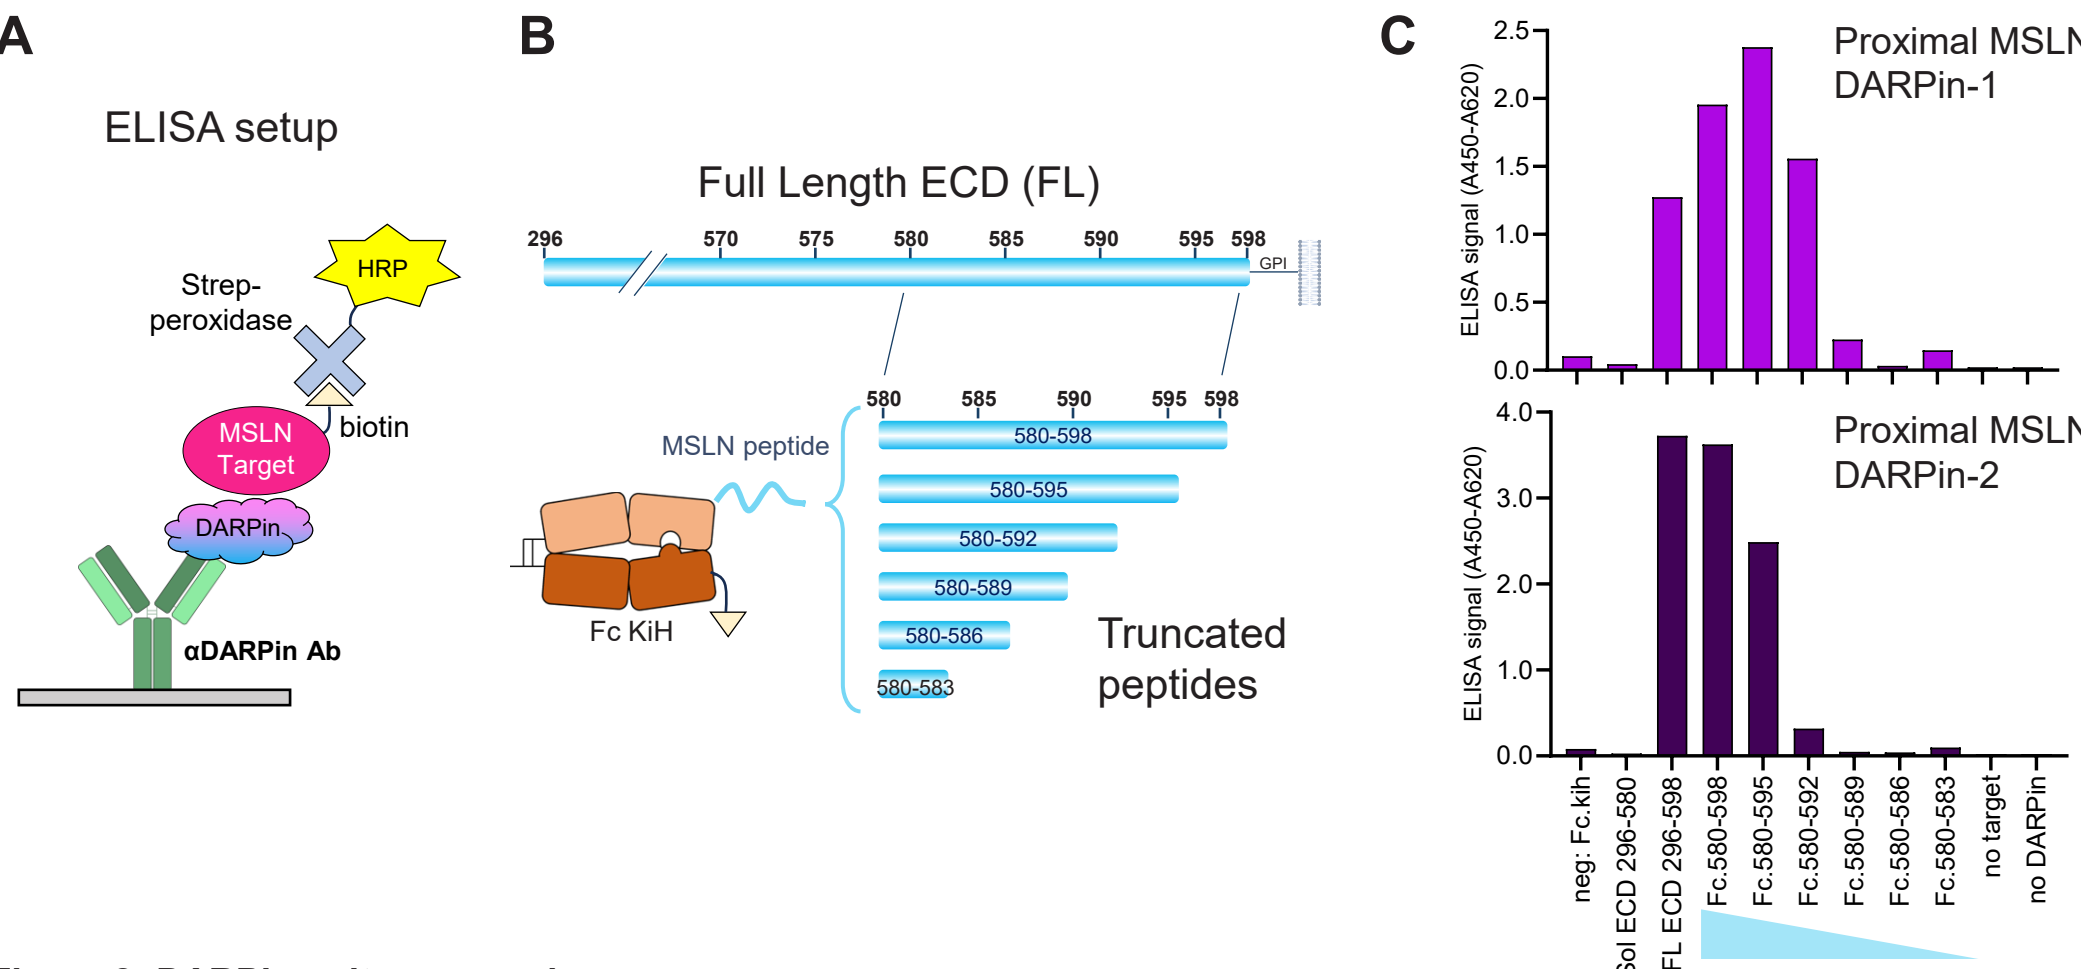 A
ELISA setup
HRP
Strep-
peroxidase
biotin
MSLN
Target
DARPin
αDARPin Ab
B
Full Length ECD (FL)
296 570 575 580 585 590 595 598
GPI
580 585 590 595 598
MSLN peptide
580-598
580-595
580-592
580-589
580-586
580-583
Fc KiH
Truncated
peptides
C
Proximal MSLN
DARPin-1
ELISA signal (A450-A620)
2.5
2.0
1.5
1.0
0.5
0.0
Proximal MSLN
DARPin-2
ELISA signal (A450-A620)
4.0
3.0
2.0
1.0
0.0
neg: Fc.kih
Sol ECD 296-580
FL ECD 296-598
Fc.580-598
Fc.580-595
Fc.580-592
Fc.580-589
Fc.580-586
Fc.580-583
no target
no DARPin